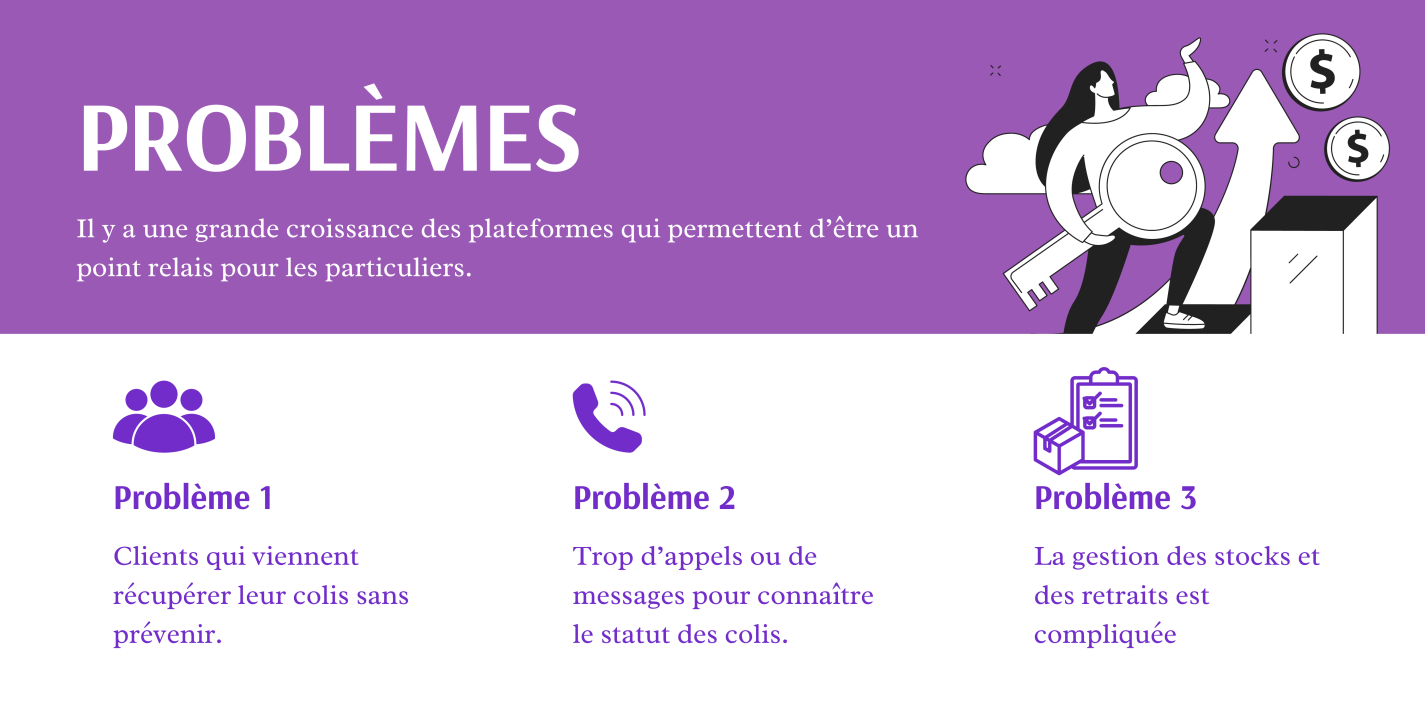 PROBLÈMES
Il y a une grande croissance des plateformes qui permettent d’être un
point relais pour les particuliers.
$
$
Problème 1
Clients qui viennent
récupérer leur colis sans
prévenir.
Problème 2
Trop d’appels ou de
messages pour connaître
le statut des colis.
Problème 3
La gestion des stocks et
des retraits est
compliquée